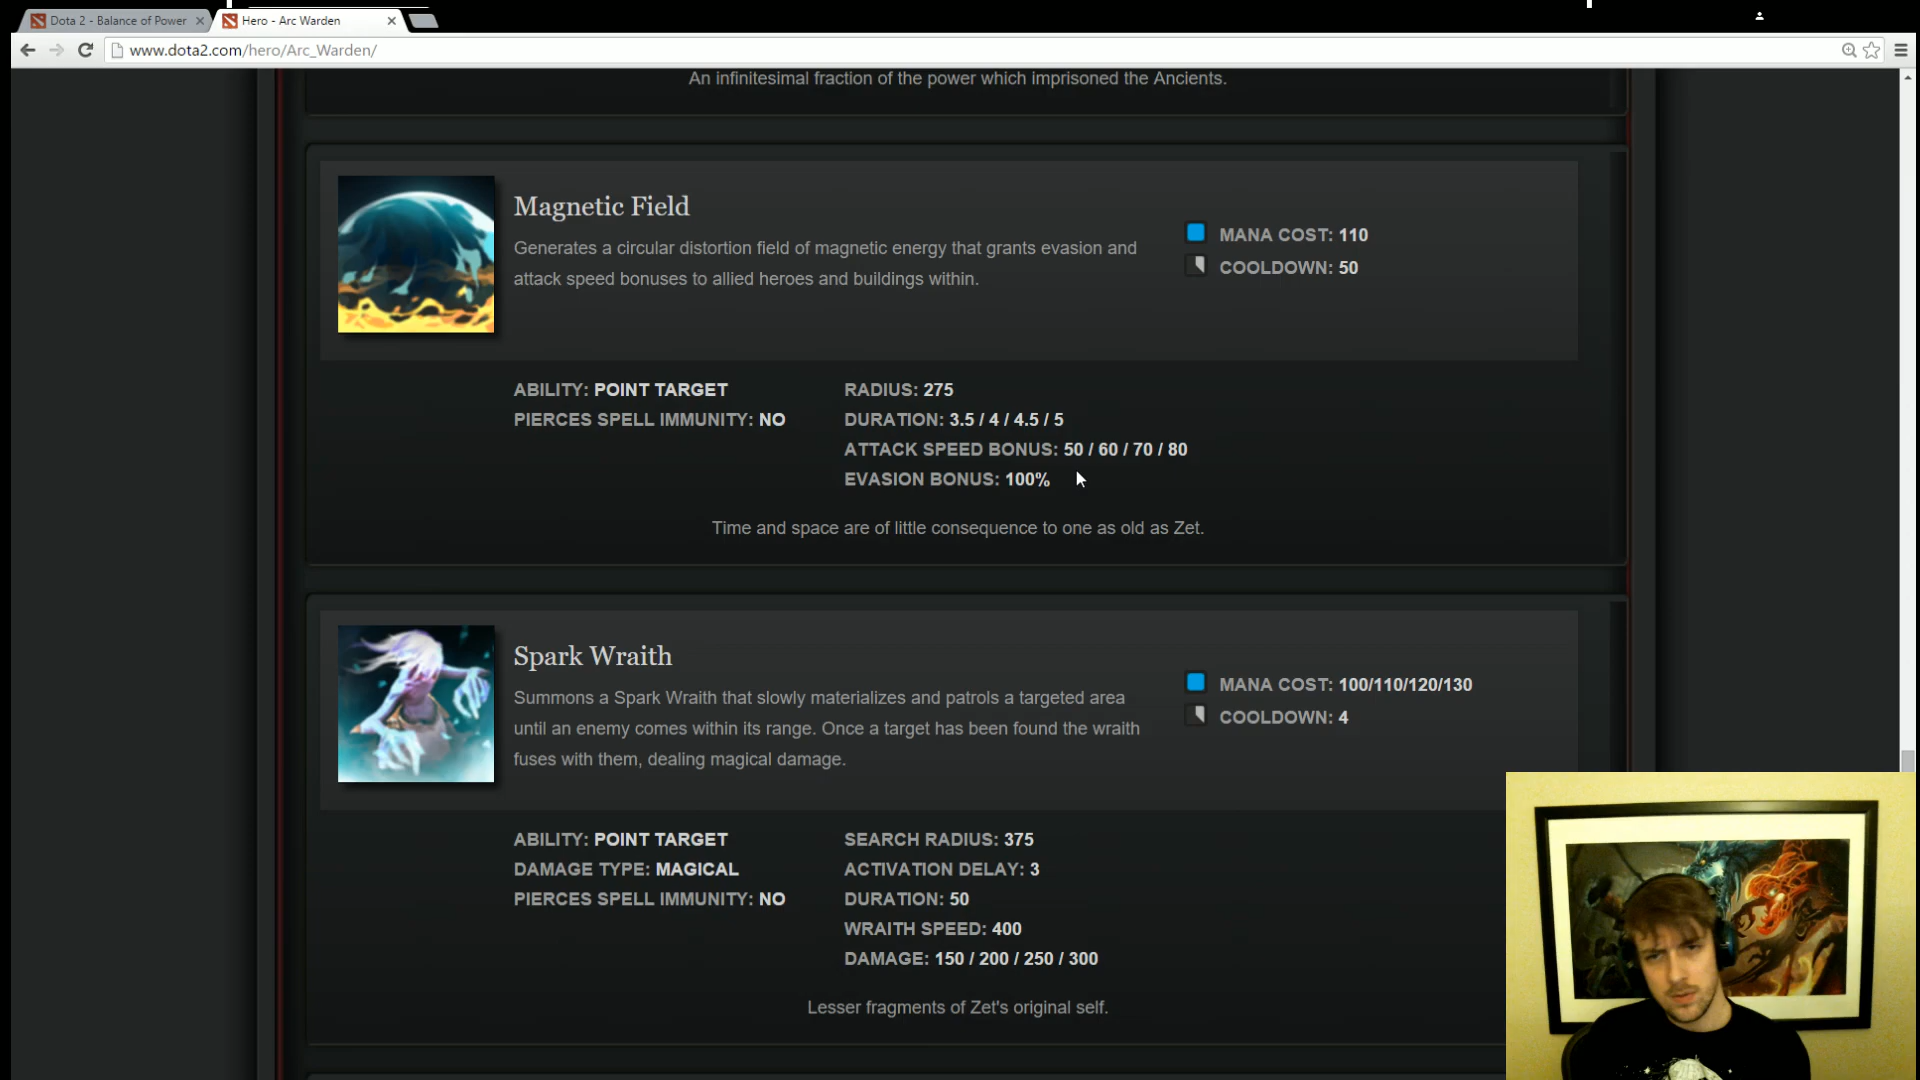 Dota 2 - Balance of Power
Hero - Arc Warden
www.dota2.com/hero/Arc_Warden/
An infinitesimal fraction of the power which imprisoned the Ancients.
Magnetic Field
Generates a circular distortion field of magnetic energy that grants evasion and
attack speed bonuses to allied heroes and buildings within.
MANA COST: 110
COOLDOWN: 50
ABILITY: POINT TARGET
PIERCES SPELL IMMUNITY: NO
RADIUS: 275
DURATION: 3.5 / 4 / 4.5 / 5
ATTACK SPEED BONUS: 50 / 60 / 70 / 80
EVASION BONUS: 100%
Time and space are of little consequence to one as old as Zet.
Spark Wraith
Summons a Spark Wraith that slowly materializes and patrols a targeted area
until an enemy comes within its range. Once a target has been found the wraith
fuses with them, dealing magical damage.
MANA COST: 100/110/120/130
COOLDOWN: 4
ABILITY: POINT TARGET
DAMAGE TYPE: MAGICAL
PIERCES SPELL IMMUNITY: NO
SEARCH RADIUS: 375
ACTIVATION DELAY: 3
DURATION: 50
WRAITH SPEED: 400
DAMAGE: 150 / 200 / 250 / 300
Lesser fragments of Zet's original self.